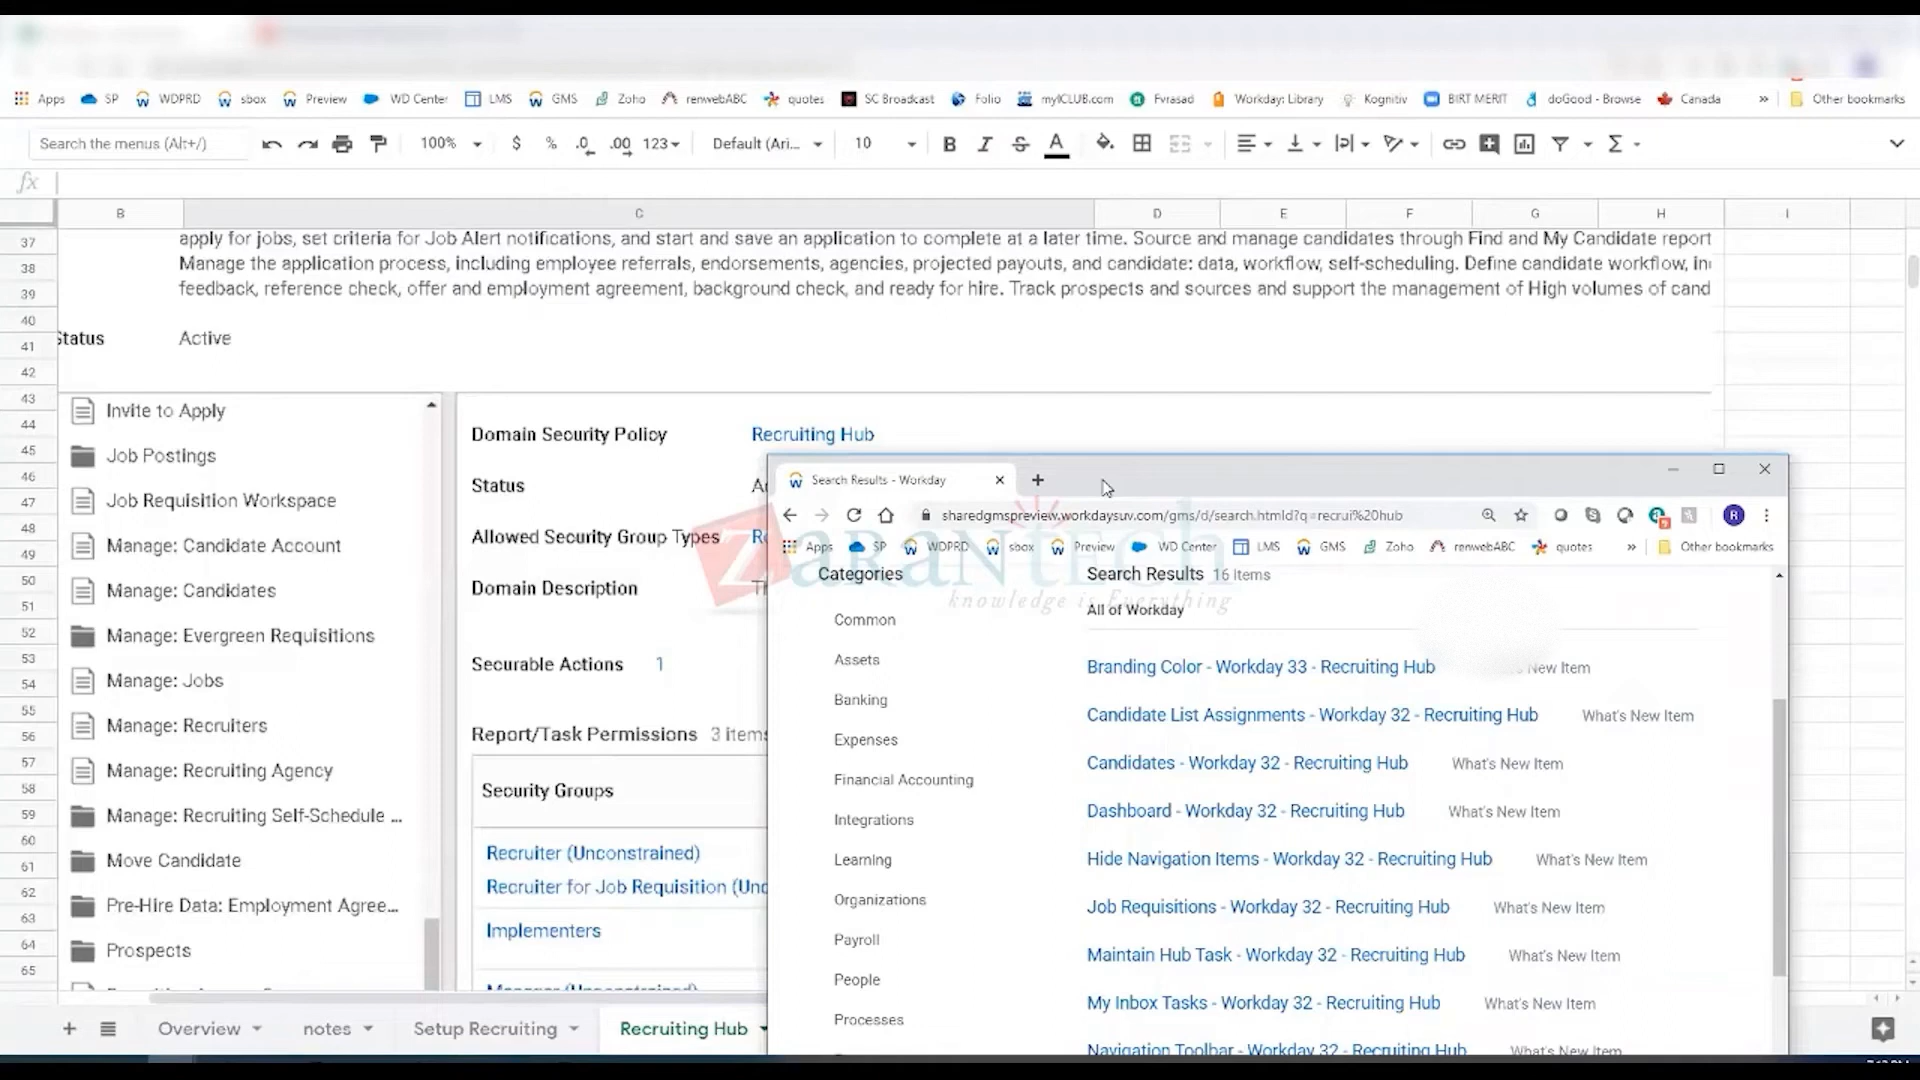 Apps SP WDPRD sbox Preview WD Center LMS GMS Zoho renwebABC quotes SC Broadcast Folio myICLUB.com Fvrasad Workday: Library Kognitiv BIRT MERIT doGood - Browse Canada » Other bookmarks
Search the menus (Alt+/) 100% $ % .0 .00 123 Default (Ari... 10 B I S A
fx
B C D E F G H I
37 apply for jobs, set criteria for Job Alert notifications, and start and save an application to complete at a later time. Source and manage candidates through Find and My Candidate report
38 Manage the application process, including employee referrals, endorsements, agencies, projected payouts, and candidate: data, workflow, self-scheduling. Define candidate workflow,
39 feedback, reference check, offer and employment agreement, background check, and ready for hire. Track prospects and sources and support the management of High volumes of cand
40
41 Status Active
42
43
44
45
46
47
48
49
50
51
52
53
54
55
56
57
58
59
60
61
62
63
64
65
Invite to Apply
Job Postings
Job Requisition Workspace
Manage: Candidate Account
Manage: Candidates
Manage: Evergreen Requisitions
Manage: Jobs
Manage: Recruiters
Manage: Recruiting Agency
Manage: Recruiting Self-Schedule ...
Move Candidate
Pre-Hire Data: Employment Agree...
Prospects
Domain Security Policy Recruiting Hub
Status
Allowed Security Group Types
Domain Description
Securable Actions 1
Report/Task Permissions 3 items
Security Groups
Recruiter (Unconstrained)
Recruiter for Job Requisition (Unc
Implementers
Manager (Unconstrained)
Search Results - Workday
sharedgmspreview.workdaysuv.com/gms/d/search.htmld?q=recrui%20hub R
Apps SP WDPRD sbox Preview WD Center LMS GMS Zoho renwebABC quotes » Other bookmarks
ZaranTech
knowledge is Everything
Categories
Common
Assets
Banking
Expenses
Financial Accounting
Integrations
Learning
Organizations
Payroll
People
Processes
Search Results 16 items
All of Workday
Branding Color - Workday 33 - Recruiting Hub New Item
Candidate List Assignments - Workday 32 - Recruiting Hub What's New Item
Candidates - Workday 32 - Recruiting Hub What's New Item
Dashboard - Workday 32 - Recruiting Hub What's New Item
Hide Navigation Items - Workday 32 - Recruiting Hub What's New Item
Job Requisitions - Workday 32 - Recruiting Hub What's New Item
Maintain Hub Task - Workday 32 - Recruiting Hub What's New Item
My Inbox Tasks - Workday 32 - Recruiting Hub What's New Item
Navigation Toolbar - Workday 32 - Recruiting Hub What's New Item
+ Overview notes Setup Recruiting Recruiting Hub